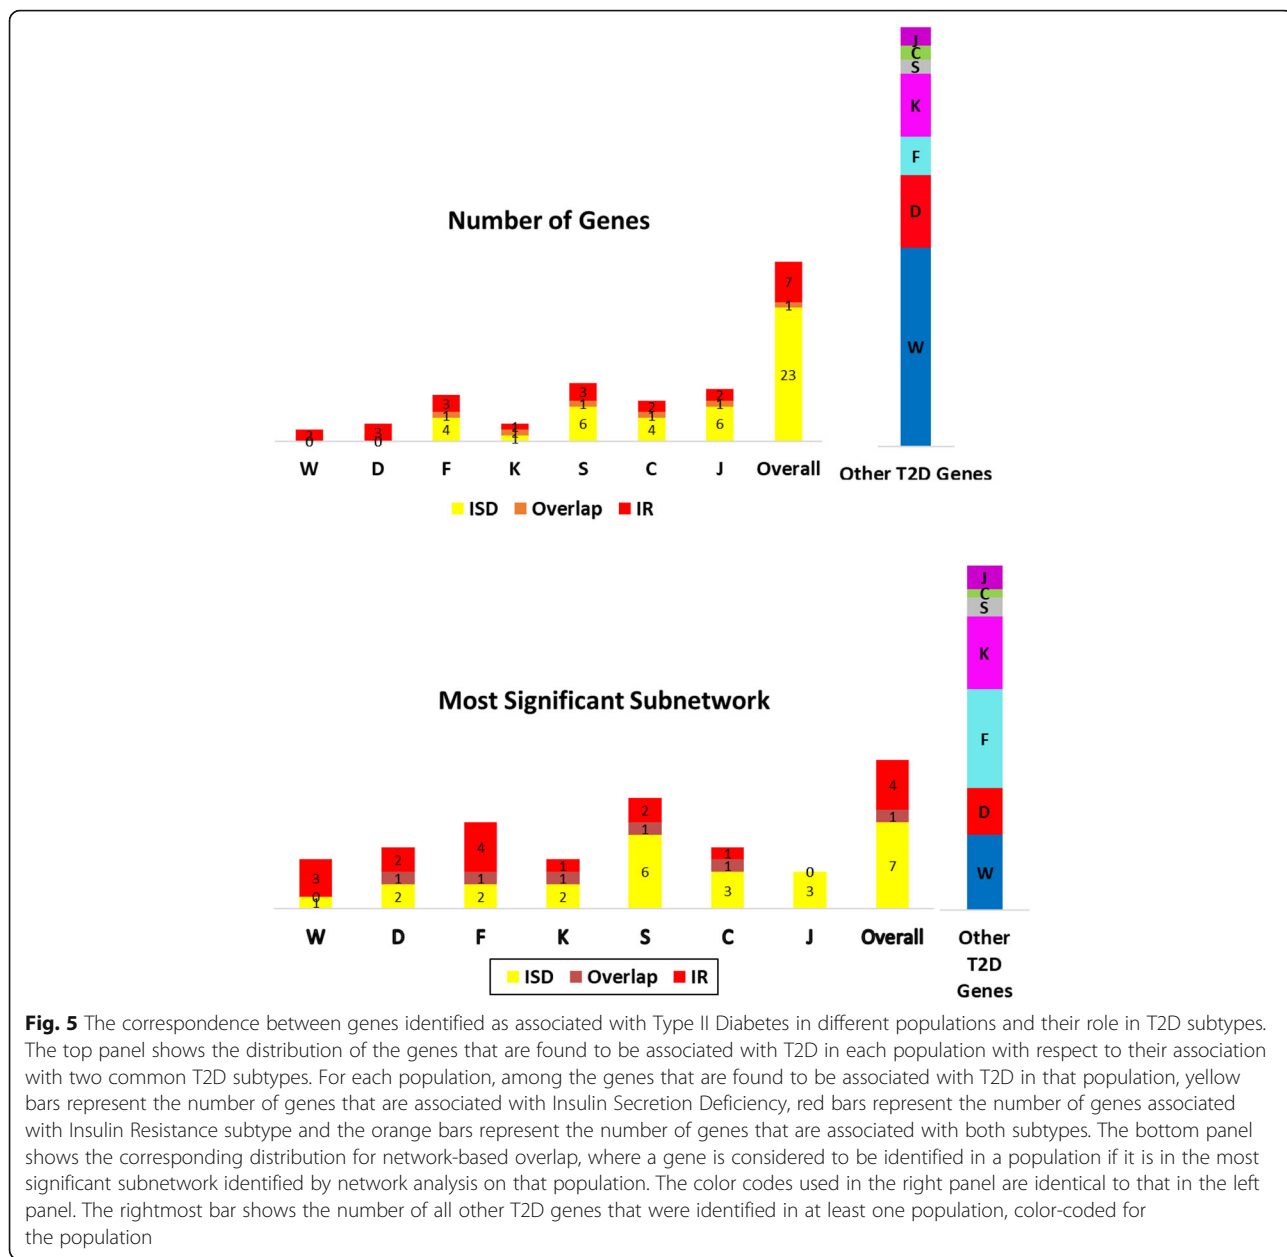 J
C
S
K
F
D
W
Other T2D Genes
Number of Genes
2 3 3 1 3 2 2 7
0 0 1 1 1 1 1
4 1 6 4 6 23
W D F K S C J Overall
ISD Overlap IR
J
C
S
K
F
D
W
Other
T2D
Genes
Most Significant Subnetwork
3 2 4 1 2 1 0 4
0 1 1 1 1 1 1
1 2 2 2 6 3 3 7
W D F K S C J Overall
ISD Overlap IR
Fig. 5 The correspondence between genes identified as associated with Type II Diabetes in different populations and their role in T2D subtypes.
The top panel shows the distribution of the genes that are found to be associated with T2D in each population with respect to their association
with two common T2D subtypes. For each population, among the genes that are found to be associated with T2D in that population, yellow
bars represent the number of genes that are associated with Insulin Secretion Deficiency, red bars represent the number of genes associated
with Insulin Resistance subtype and the orange bars represent the number of genes that are associated with both subtypes. The bottom panel
shows the corresponding distribution for network-based overlap, where a gene is considered to be identified in a population if it is in the most
significant subnetwork identified by network analysis on that population. The color codes used in the right panel are identical to that in the left
panel. The rightmost bar shows the number of all other T2D genes that were identified in at least one population, color-coded for
the population